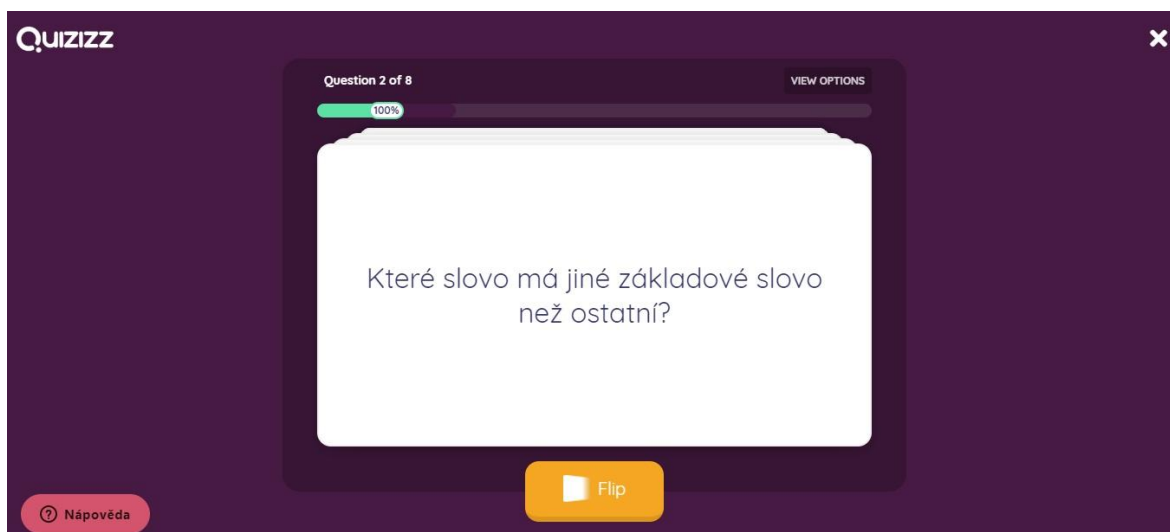 Quizizz
Question 2 of 8
VIEW OPTIONS
100%
Které slovo má jiné základové slovo
než ostatní?
Flip
Nápověda